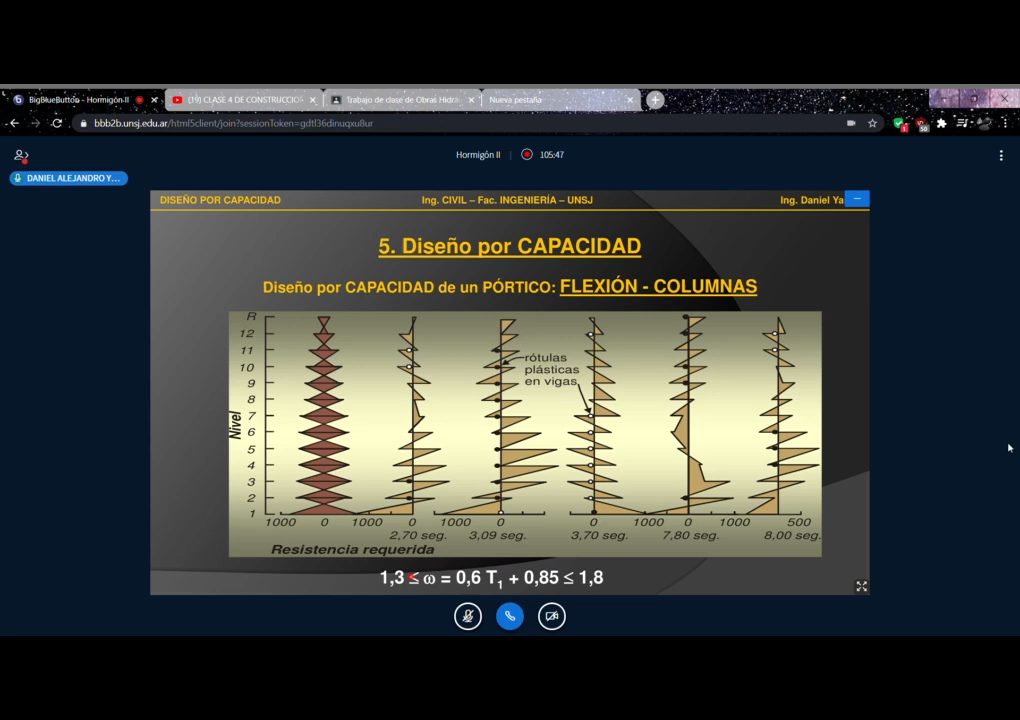 BigBlueButton - Hormigón II
(19) CLASE 4 DE CONSTRUCCION
Trabajo de clase de Obras Hidrá
Nueva pestaña
bbb2b.unsj.edu.ar/html5client/join?sessionToken=gdtl36dinuqxu8ur
1
50
Hormigón II
105:47
DANIEL ALEJANDRO Y...
DISEÑO POR CAPACIDAD
Ing. CIVIL – Fac. INGENIERÍA – UNSJ
Ing. Daniel Ya
5. Diseño por CAPACIDAD
Diseño por CAPACIDAD de un PÓRTICO: FLEXIÓN - COLUMNAS
R
12
11
10
9
8
7
6
5
4
3
2
1
Nivel
rótulas
plásticas
en vigas
1000 0 1000 0 1000 0 0 1000 0 1000 500
2,70 seg. 3,09 seg. 3,70 seg. 7,80 seg. 8,00 seg.
Resistencia requerida
1,3 ≤ ω = 0,6 T1 + 0,85 ≤ 1,8